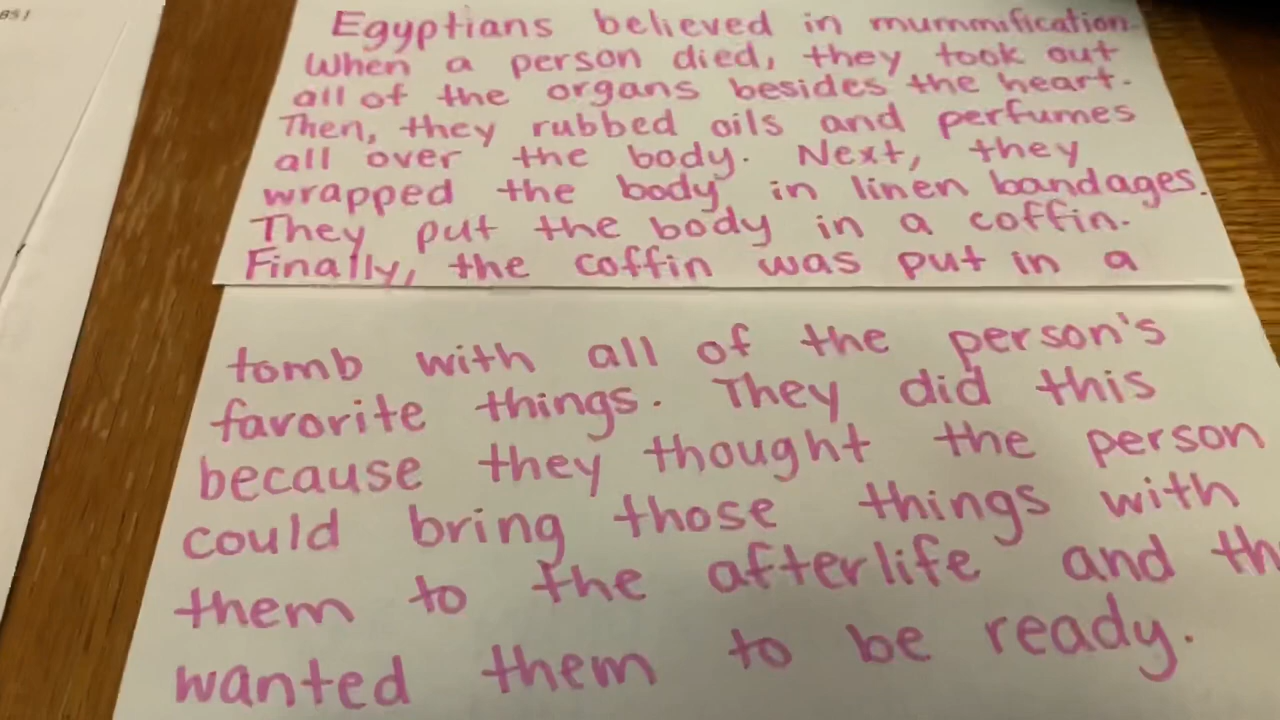 Egyptians believed in mummification.
When a person died, they took out
all of the organs besides the heart.
Then, they rubbed oils and perfumes
all over the body. Next, they
wrapped the body in linen bandages.
They put the body in a coffin.
Finally, the coffin was put in a
tomb with all of the person's
favorite things. They did this
because they thought the person
could bring those things with
them to the afterlife and
wanted them to be ready.